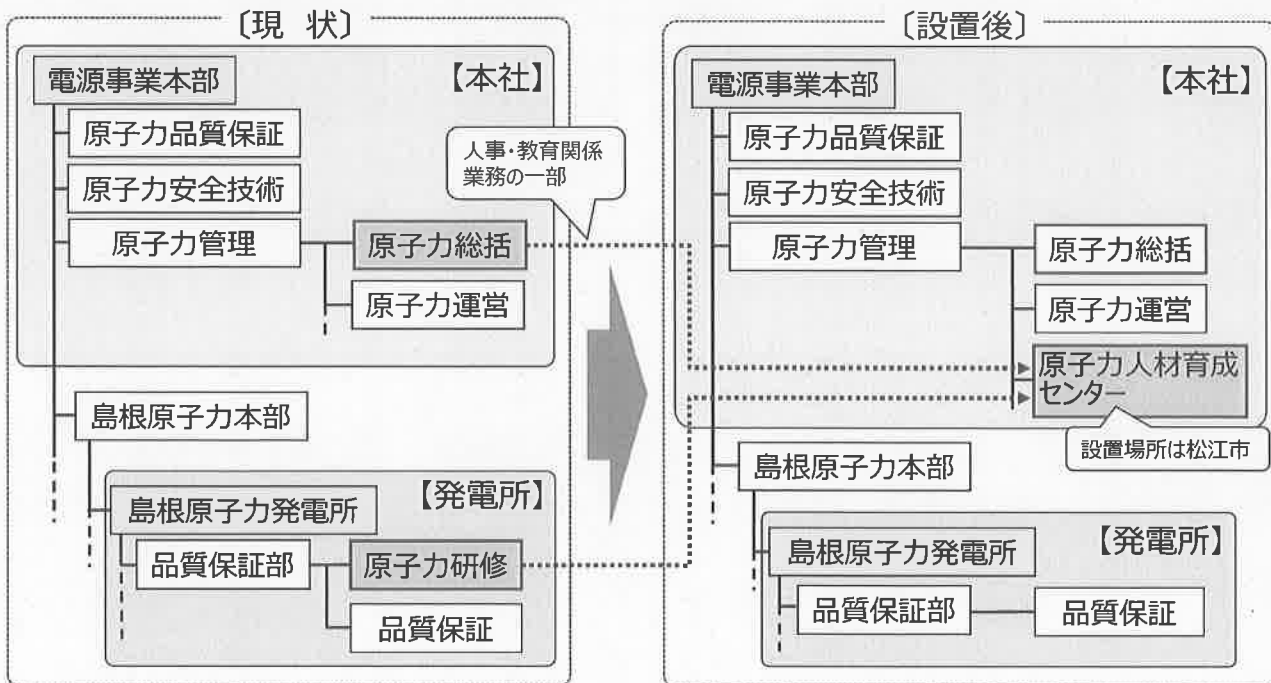 〔現　状〕
電源事業本部
【本社】
原子力品質保証
原子力安全技術
原子力管理
原子力総括
原子力運営
人事・教育関係
業務の一部
島根原子力本部
【発電所】
島根原子力発電所
品質保証部
原子力研修
品質保証
〔設置後〕
電源事業本部
【本社】
原子力品質保証
原子力安全技術
原子力管理
原子力総括
原子力運営
原子力人材育成
センター
設置場所は松江市
島根原子力本部
【発電所】
島根原子力発電所
品質保証部
品質保証